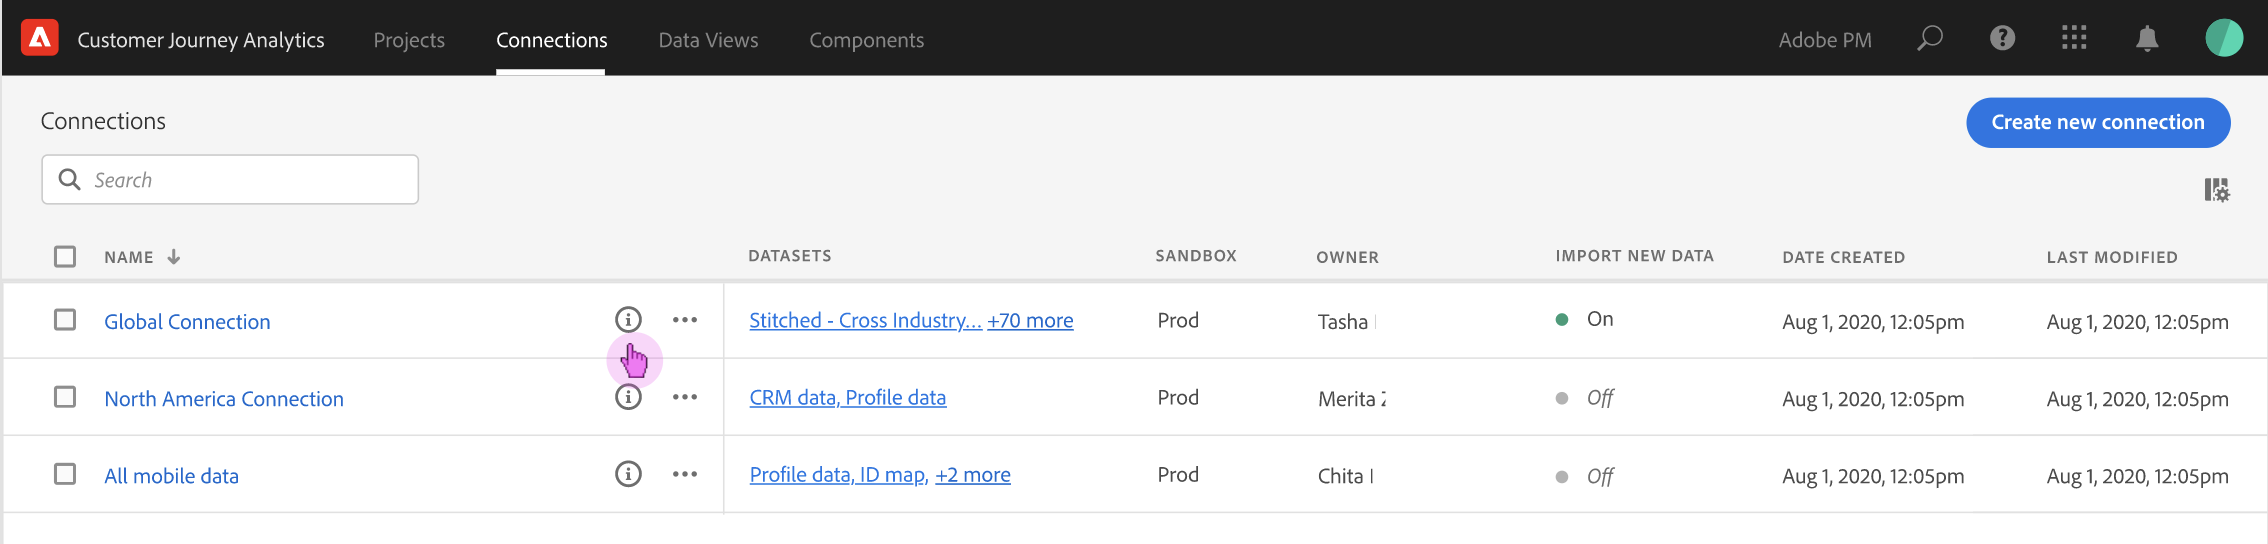 Customer Journey Analytics Projects Connections Data Views Components Adobe PM
Connections
Create new connection
Search
NAME DATASETS SANDBOX OWNER IMPORT NEW DATA DATE CREATED LAST MODIFIED
Global Connection Stitched - Cross Industry... +70 more Prod Tasha On Aug 1, 2020, 12:05pm Aug 1, 2020, 12:05pm
North America Connection CRM data, Profile data Prod Merita Off Aug 1, 2020, 12:05pm Aug 1, 2020, 12:05pm
All mobile data Profile data, ID map, +2 more Prod Chita Off Aug 1, 2020, 12:05pm Aug 1, 2020, 12:05pm